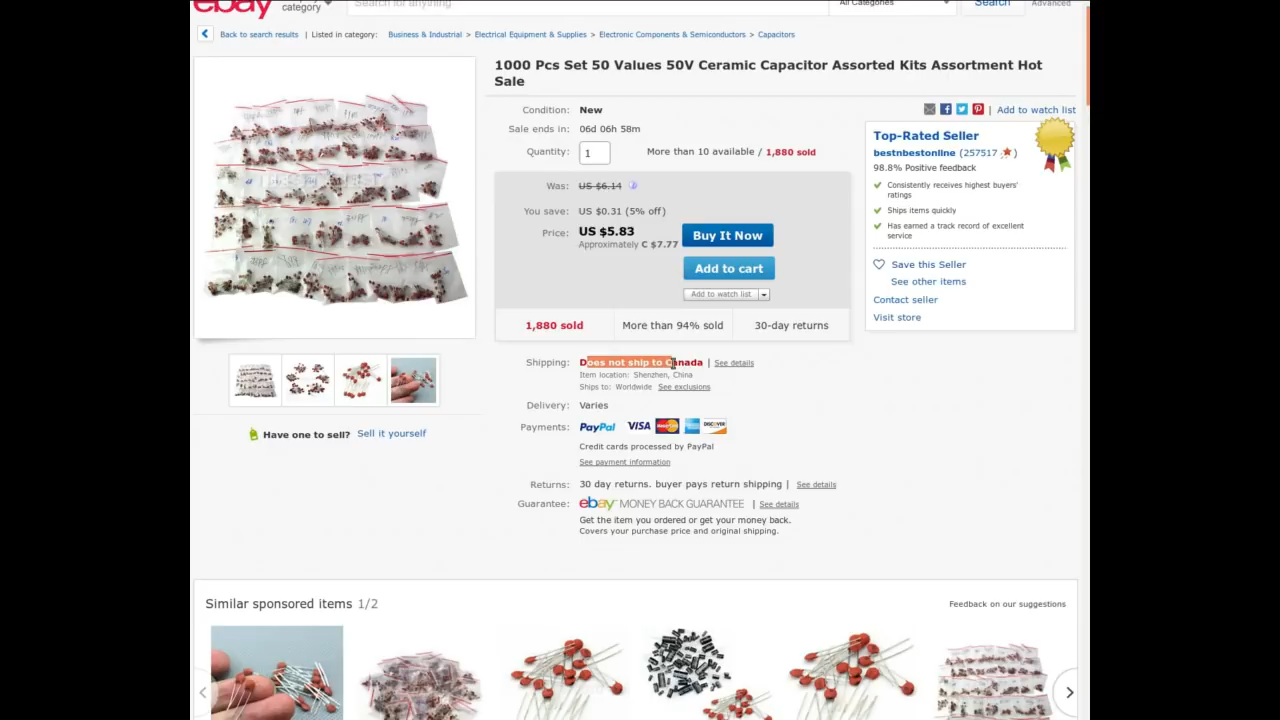 ebay
category
Search for anything
All Categories
Search
Advanced
Back to search results | Listed in category: Business & Industrial > Electrical Equipment & Supplies > Electronic Components & Semiconductors > Capacitors
1000 Pcs Set 50 Values 50V Ceramic Capacitor Assorted Kits Assortment Hot
Sale
Condition: New
Sale ends in: 06d 06h 58m
Quantity: 1 More than 10 available / 1,880 sold
Was: US $6.14
You save: US $0.31 (5% off)
Price: US $5.83
Approximately C $7.77
Buy It Now
Add to cart
Add to watch list
1,880 sold
More than 94% sold
30-day returns
Shipping: Does not ship to Canada | See details
Item location: Shenzhen, China
Ships to: Worldwide See exclusions
Delivery: Varies
Payments: PayPal VISA MasterCard DISCOVER
Credit cards processed by PayPal
See payment information
Returns: 30 day returns. buyer pays return shipping | See details
Guarantee: ebay MONEY BACK GUARANTEE | See details
Get the item you ordered or get your money back.
Covers your purchase price and original shipping.
| Add to watch list
Top-Rated Seller
bestnbestonline (257517 )
98.8% Positive feedback
Consistently receives highest buyers'
ratings
Ships items quickly
Has earned a track record of excellent
service
Save this Seller
See other items
Contact seller
Visit store
Have one to sell? Sell it yourself
Similar sponsored items 1/2
Feedback on our suggestions